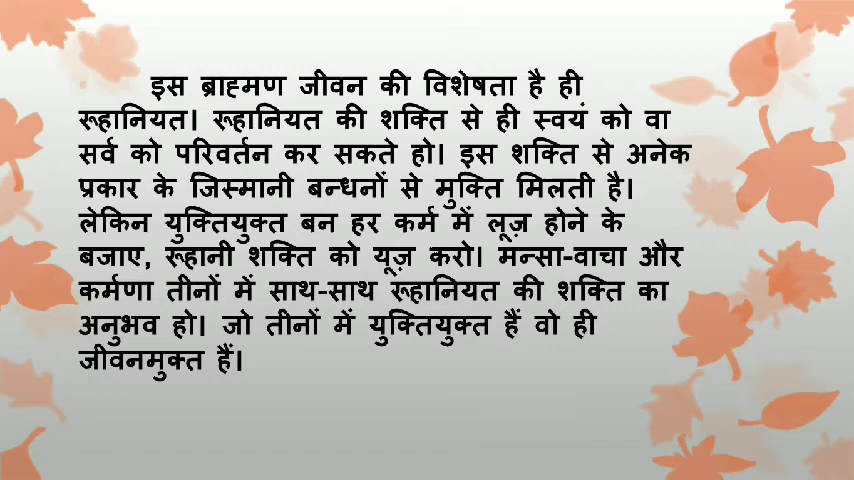 इस ब्राह्मण जीवन की विशेषता है ही
रूहानियत। रूहानियत की शक्ति से ही स्वयं को वा
सर्व को परिवर्तन कर सकते हो। इस शक्ति से अनेक
प्रकार के जिस्मानी बन्धनों से मुक्ति मिलती है।
लेकिन युक्तियुक्त बन हर कर्म में लूज़ होने के
बजाए, रूहानी शक्ति को यूज़ करो। मन्सा-वाचा और
कर्मणा तीनों में साथ-साथ रूहानियत की शक्ति का
अनुभव हो। जो तीनों में युक्तियुक्त हैं वो ही
जीवनमुक्त हैं।